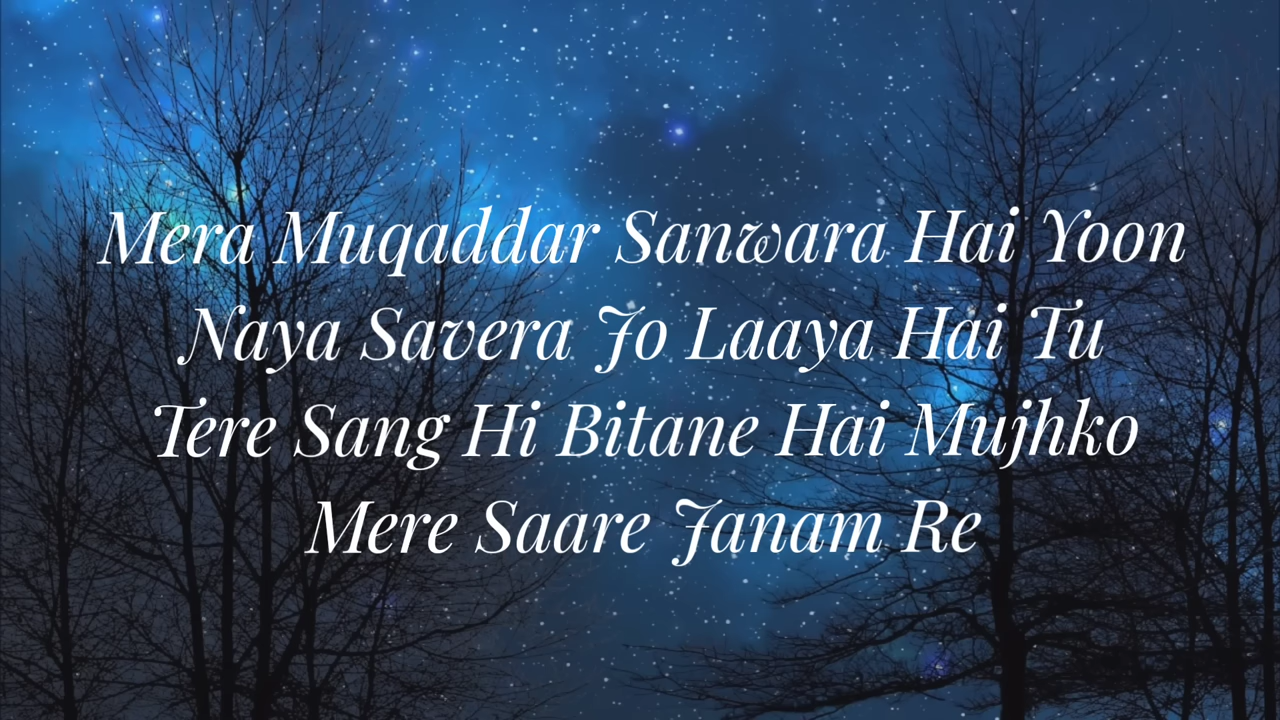 Mera Muqaddar Sanwara Hai Yoon
Naya Savera Jo Laaya Hai Tu
Tere Sang Hi Bitane Hai Mujhko
Mere Saare Janam Re